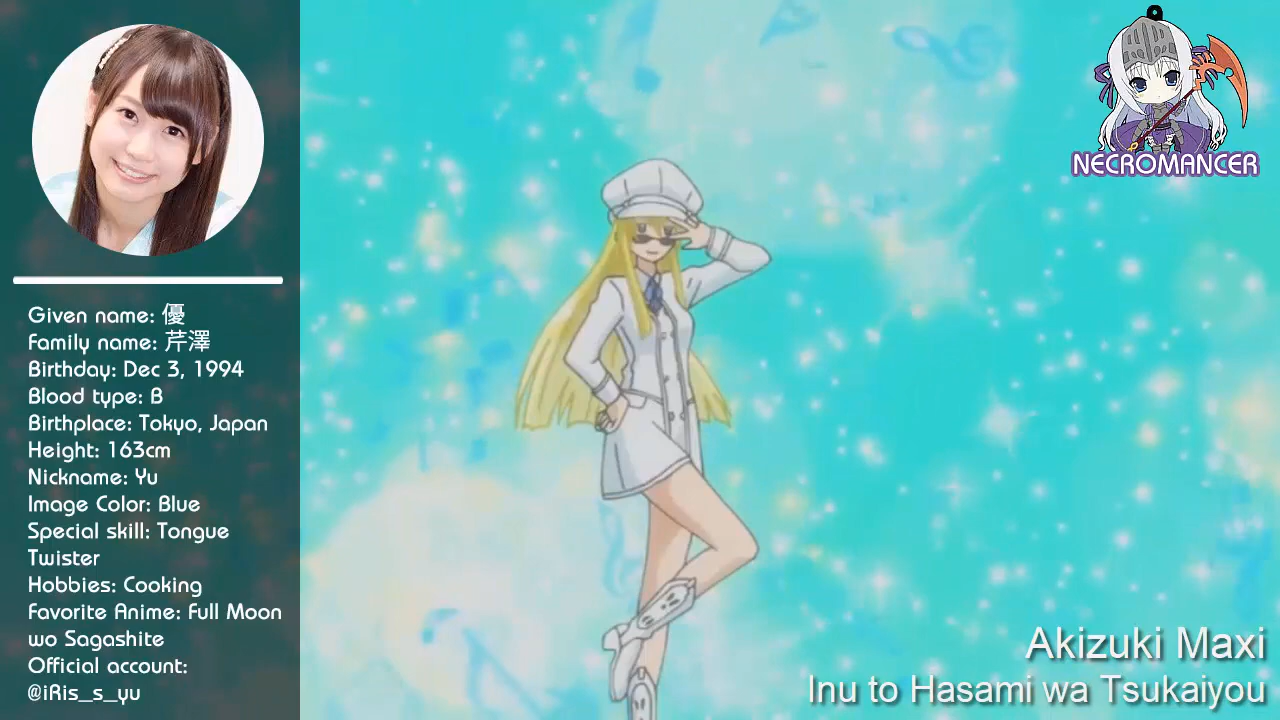 Given name: 優
Family name: 芹澤
Birthday: Dec 3, 1994
Blood type: B
Birthplace: Tokyo, Japan
Height: 163cm
Nickname: Yu
Image Color: Blue
Special skill: Tongue
Twister
Hobbies: Cooking
Favorite Anime: Full Moon
wo Sagashite
Official account:
@iRis_s_yu
NECROMANCER
Akizuki Maxi
Inu to Hasami wa Tsukaiyou